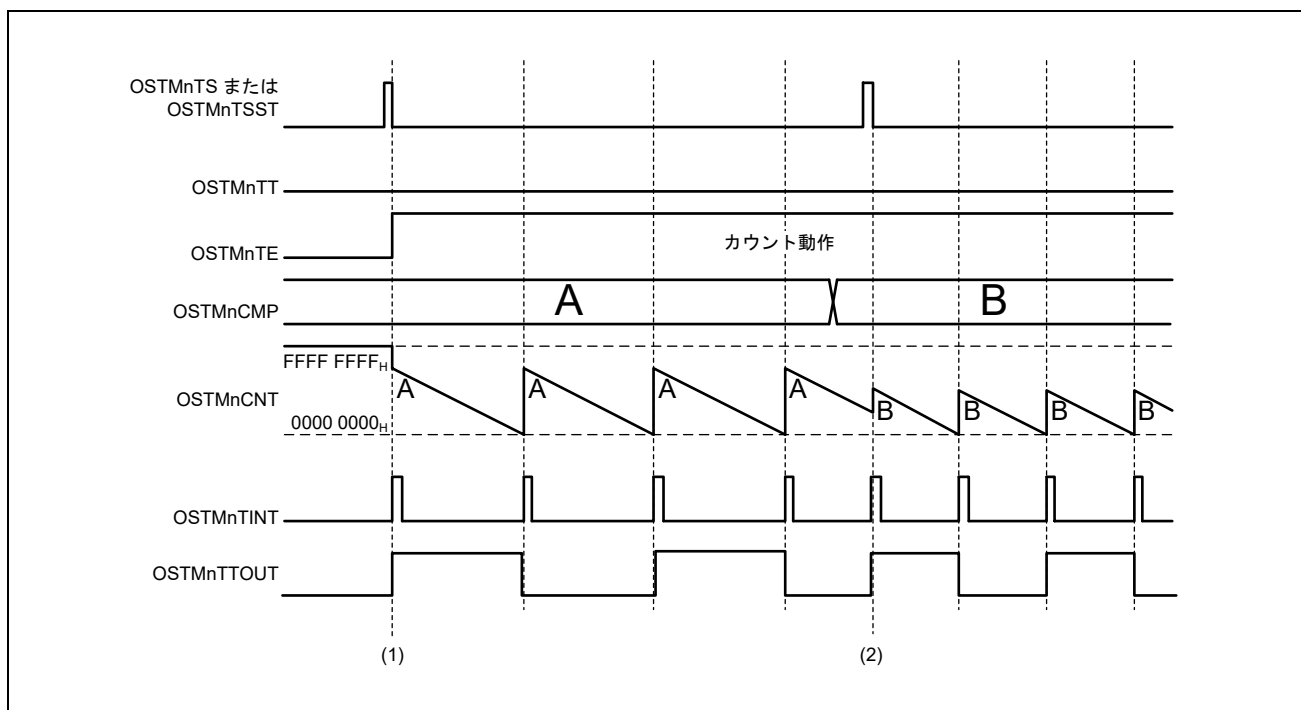 OSTMnTS または
OSTMnTSST
OSTMnTT
OSTMnTE
カウント動作
OSTMnCMP
A
B
FFFF FFFFH
OSTMnCNT
A
A
A
A
B
B
B
B
0000 0000H
OSTMnTINT
OSTMnTTOUT
(1)
(2)